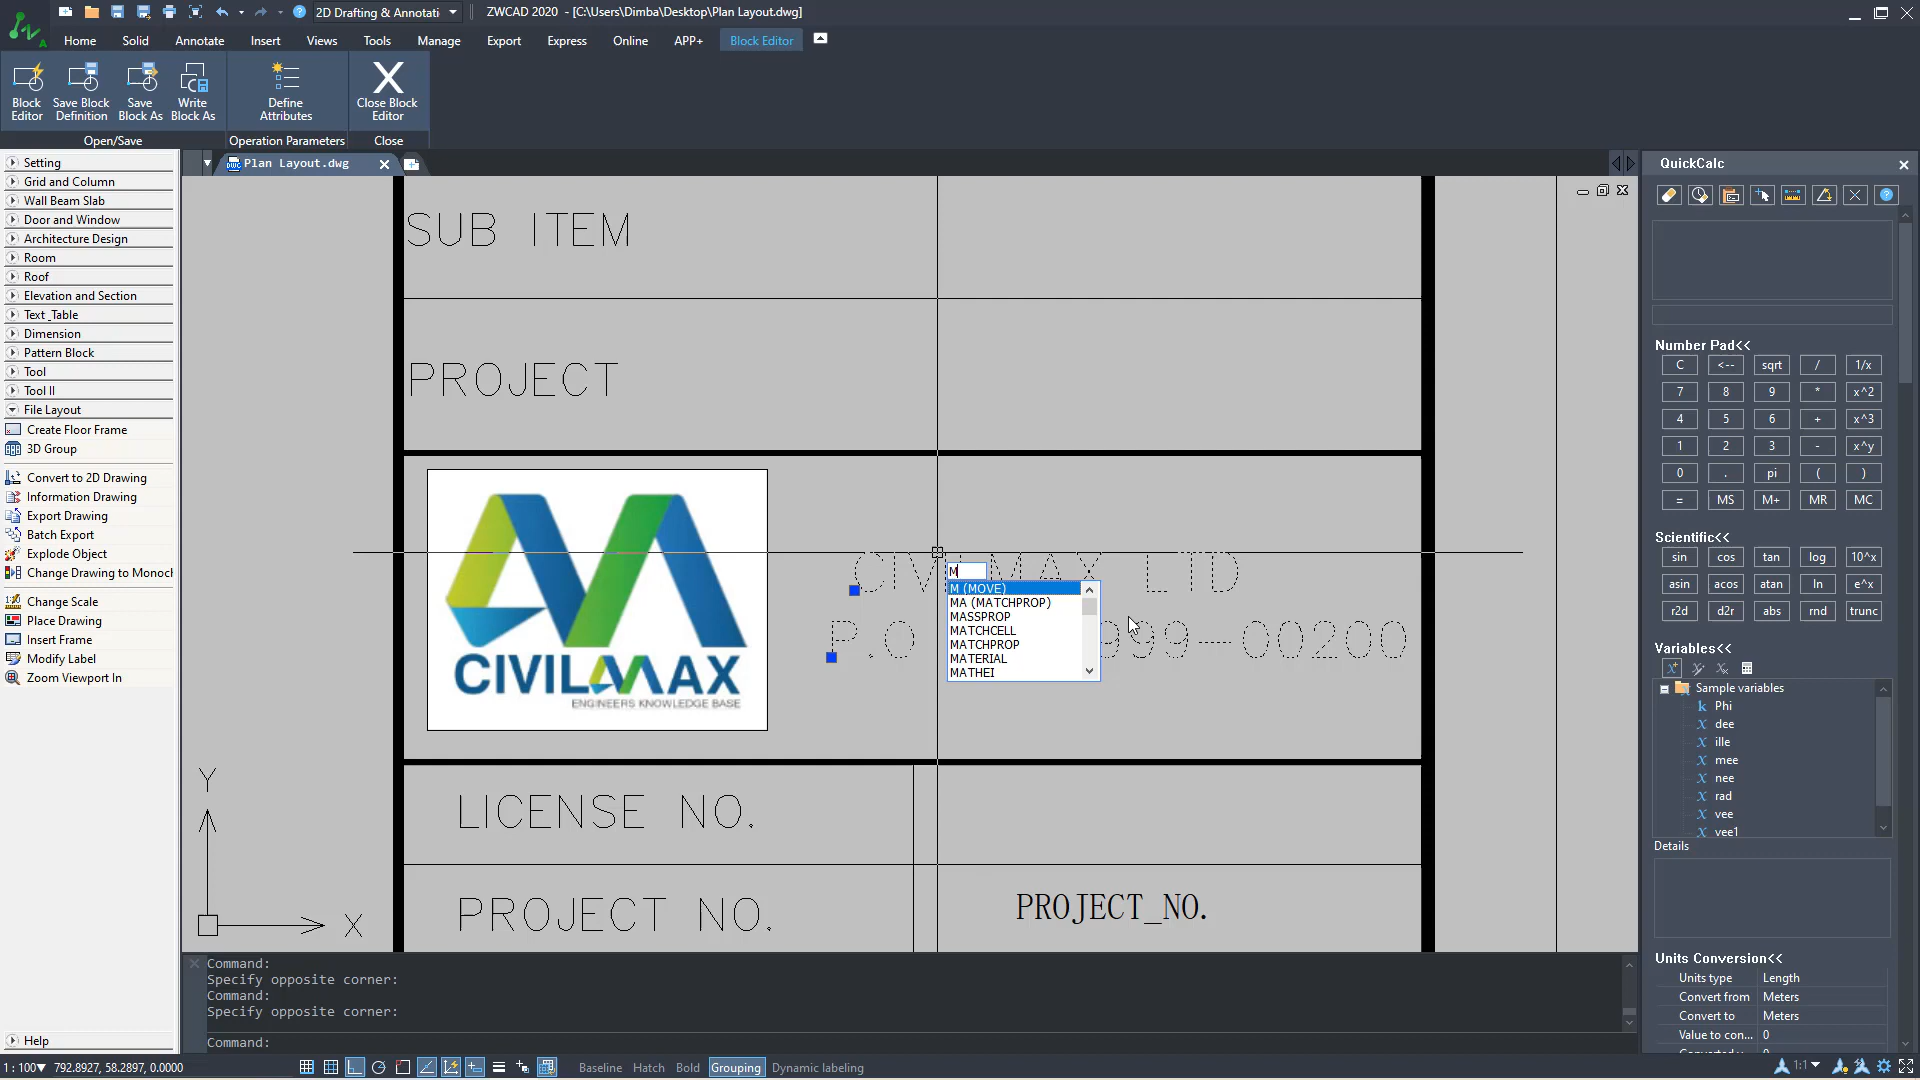 2D Drafting & Annotati
ZWCAD 2020 - [C:\Users\Dimba\Desktop\Plan Layout.dwg]
Home Solid Annotate Insert Views Tools Manage Export Express Online APP+ Block Editor
Block Editor
Save Block Definition
Save Block As
Write Block As
Define Attributes
Close Block Editor
Open/Save
Operation Parameters
Close
Plan Layout.dwg
QuickCalc
Setting
Grid and Column
Wall Beam Slab
Door and Window
Architecture Design
Room
Roof
Elevation and Section
Text_Table
Dimension
Pattern Block
Tool
Tool II
File Layout
Create Floor Frame
3D Group
Convert to 2D Drawing
Information Drawing
Export Drawing
Batch Export
Explode Object
Change Drawing to Monoch
Change Scale
Place Drawing
Insert Frame
Modify Label
Zoom Viewport In
Help
SUB ITEM
PROJECT
CIVILMAX
ENGINEERS KNOWLEDGE BASE
LTD
P.O
999-00200
M
M (MOVE)
MA (MATCHPROP)
MASSPROP
MATCHCELL
MATCHPROP
MATERIAL
MATHEI
LICENSE NO.
PROJECT NO.
PROJECT_NO.
Y
X
Number Pad<<
C <-- sqrt / 1/x
7 8 9 * x^2
4 5 6 + x^3
1 2 3 - x^y
0 . pi ( )
= MS M+ MR MC
Scientific<<
sin cos tan log 10^x
asin acos atan ln e^x
r2d d2r abs rnd trunc
Variables<<
Sample variables
k Phi
x dee
x ille
x mee
x nee
x rad
x vee
x vee1
Details
Units Conversion<<
Units type Length
Convert from Meters
Convert to Meters
Value to con... 0
Command:
Specify opposite corner:
Command:
Specify opposite corner:
Command:
1 : 100 792.8927, 58.2897, 0.0000
Baseline Hatch Bold Grouping Dynamic labeling
1:1